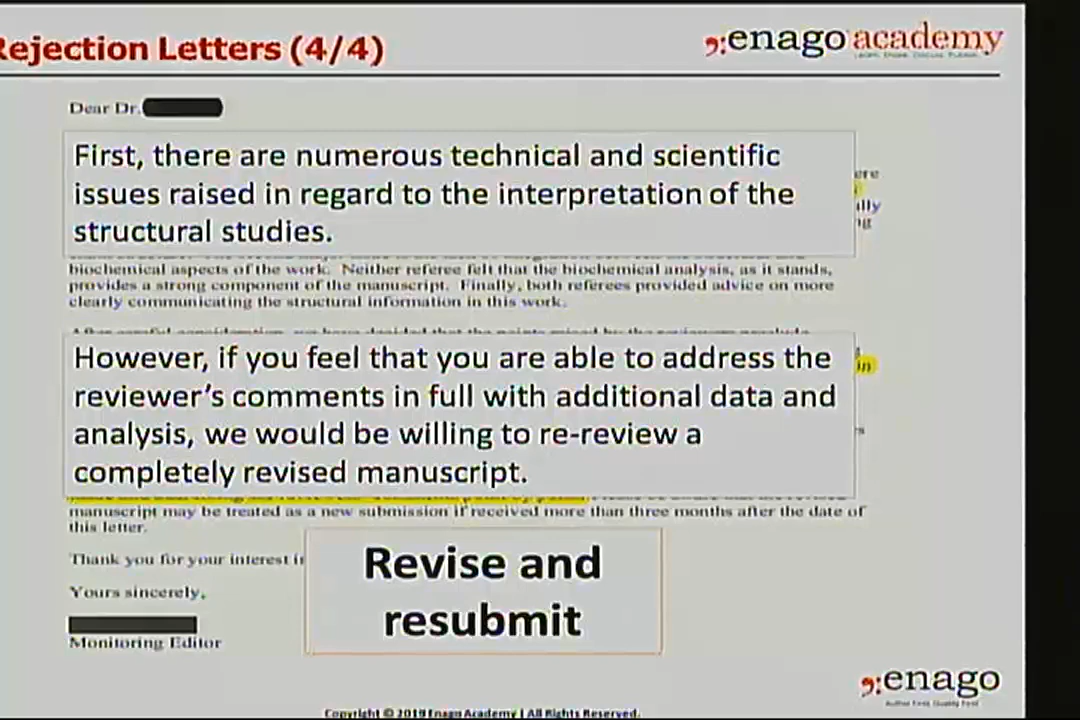 Rejection Letters (4/4)
enago academy
Dear Dr.
First, there are numerous technical and scientific
issues raised in regard to the interpretation of the
structural studies.
ere
illy
ng
biochemical aspects of the work. Neither referee felt that the biochemical analysis, as it stands,
provides a strong component of the manuscript. Finally, both referees provided advice on more
clearly communicating the structural information in this work.
However, if you feel that you are able to address the
reviewer's comments in full with additional data and
analysis, we would be willing to re-review a
completely revised manuscript.
in
manuscript may be treated as a new submission if received more than three months after the date of
this letter.
Thank you for your interest i
Revise and
resubmit
Yours sincerely,
Monitoring Editor
enago
Copyright © 2019 Enago Academy | All Rights Reserved.